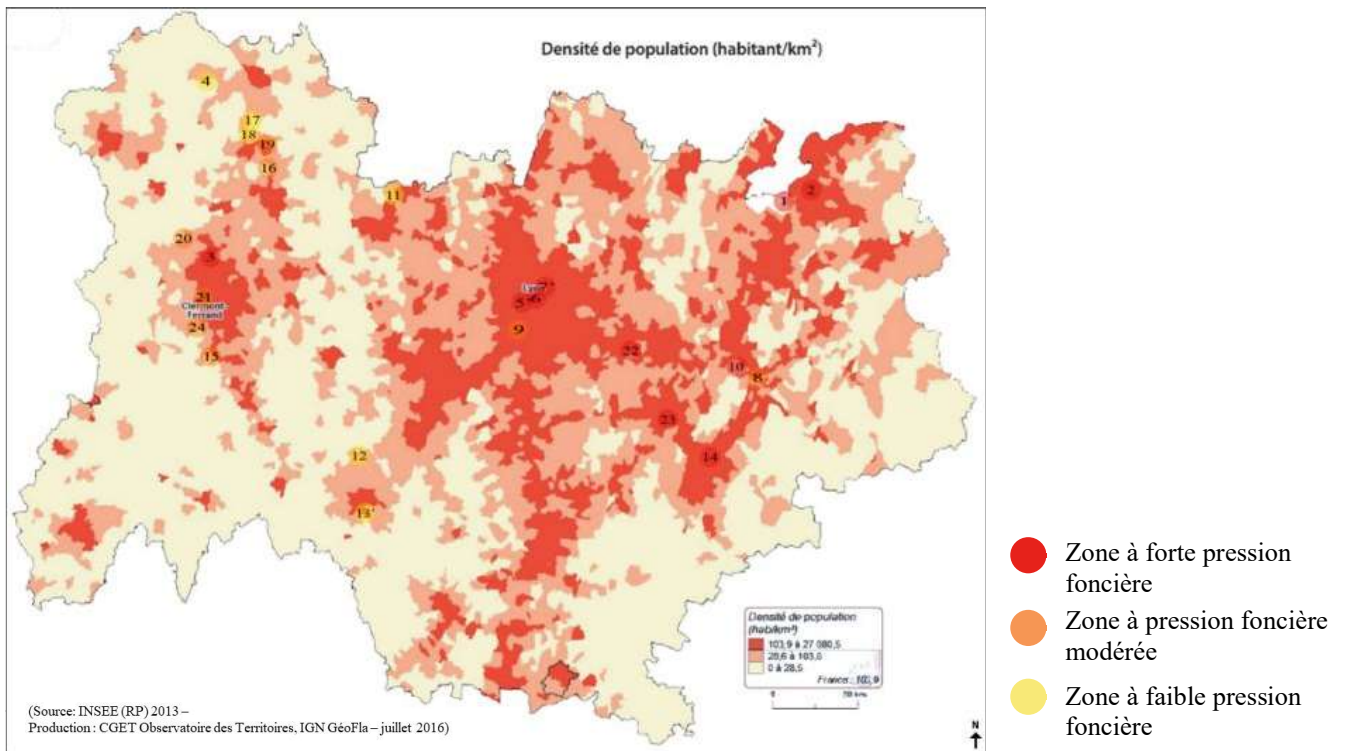 Densité de population (habitant/km²)
4
17
18
19
16
11
2
1
20
3
21
Clermont-
Ferrand
24
15
Lyon
7
5 6
9
22
10
8
23
14
12
13
Densité de population
(hab/km²)
103,9 à 27 080,5
28,6 à 103,8
0 à 28,5
0
N
(Source: INSEE (RP) 2013 –
Production : CGET Observatoire des Territoires, IGN GéoFla – juillet 2016)
Zone à forte pression
foncière
Zone à pression foncière
modérée
Zone à faible pression
foncière